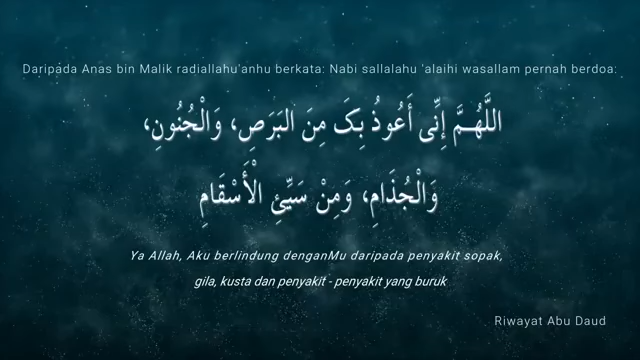 Daripada Anas bin Malik radiallahu'anhu berkata: Nabi sallalahu 'alaihi wasallam pernah berdoa:
اللَّهُمَّ إِنِّى أَعُوذُ بِكَ مِنَ البَرَصِ، وَالْجُنُونِ،
وَالْجُذَامِ، وَمِنْ سَيِّئِ الْأَسْقَامِ
Ya Allah, Aku berlindung denganMu daripada penyakit sopak,
gila, kusta dan penyakit - penyakit yang buruk
Riwayat Abu Daud